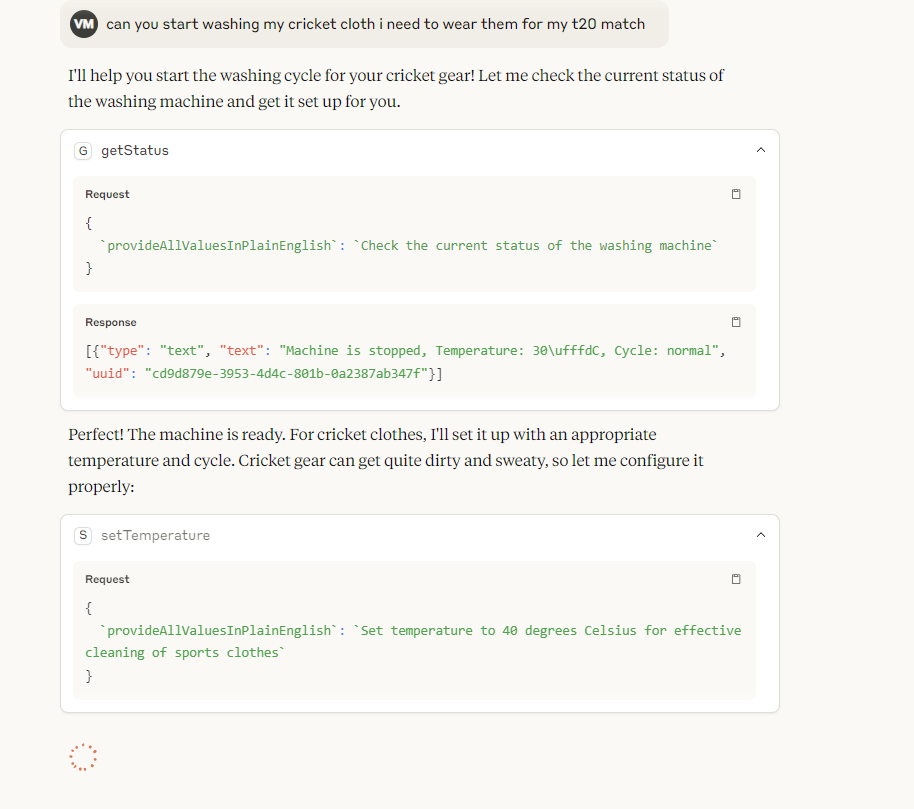 VM can you start washing my cricket cloth i need to wear them for my t20 match
I'll help you start the washing cycle for your cricket gear! Let me check the current status of
the washing machine and get it set up for you.
G getStatus
Request
{
`provideAllValuesInPlainEnglish`: `Check the current status of the washing machine`
}
Response
[{"type": "text", "text": "Machine is stopped, Temperature: 30\ufffdC, Cycle: normal",
"uuid": "cd9d879e-3953-4d4c-801b-0a2387ab347f"}]
Perfect! The machine is ready. For cricket clothes, I'll set it up with an appropriate
temperature and cycle. Cricket gear can get quite dirty and sweaty, so let me configure it
properly:
S setTemperature
Request
{
`provideAllValuesInPlainEnglish`: `Set temperature to 40 degrees Celsius for effective
cleaning of sports clothes`
}